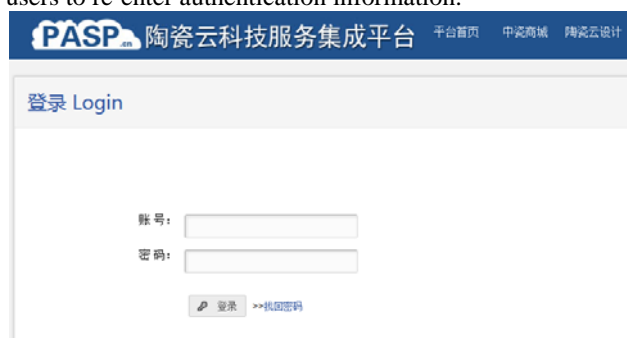 users to re-enter authentication information.
PASP.cn 陶瓷云科技服务集成平台 平台首页 中瓷商城 陶瓷云设计
登录 Login
账号:
密码:
登录 >>找回密码